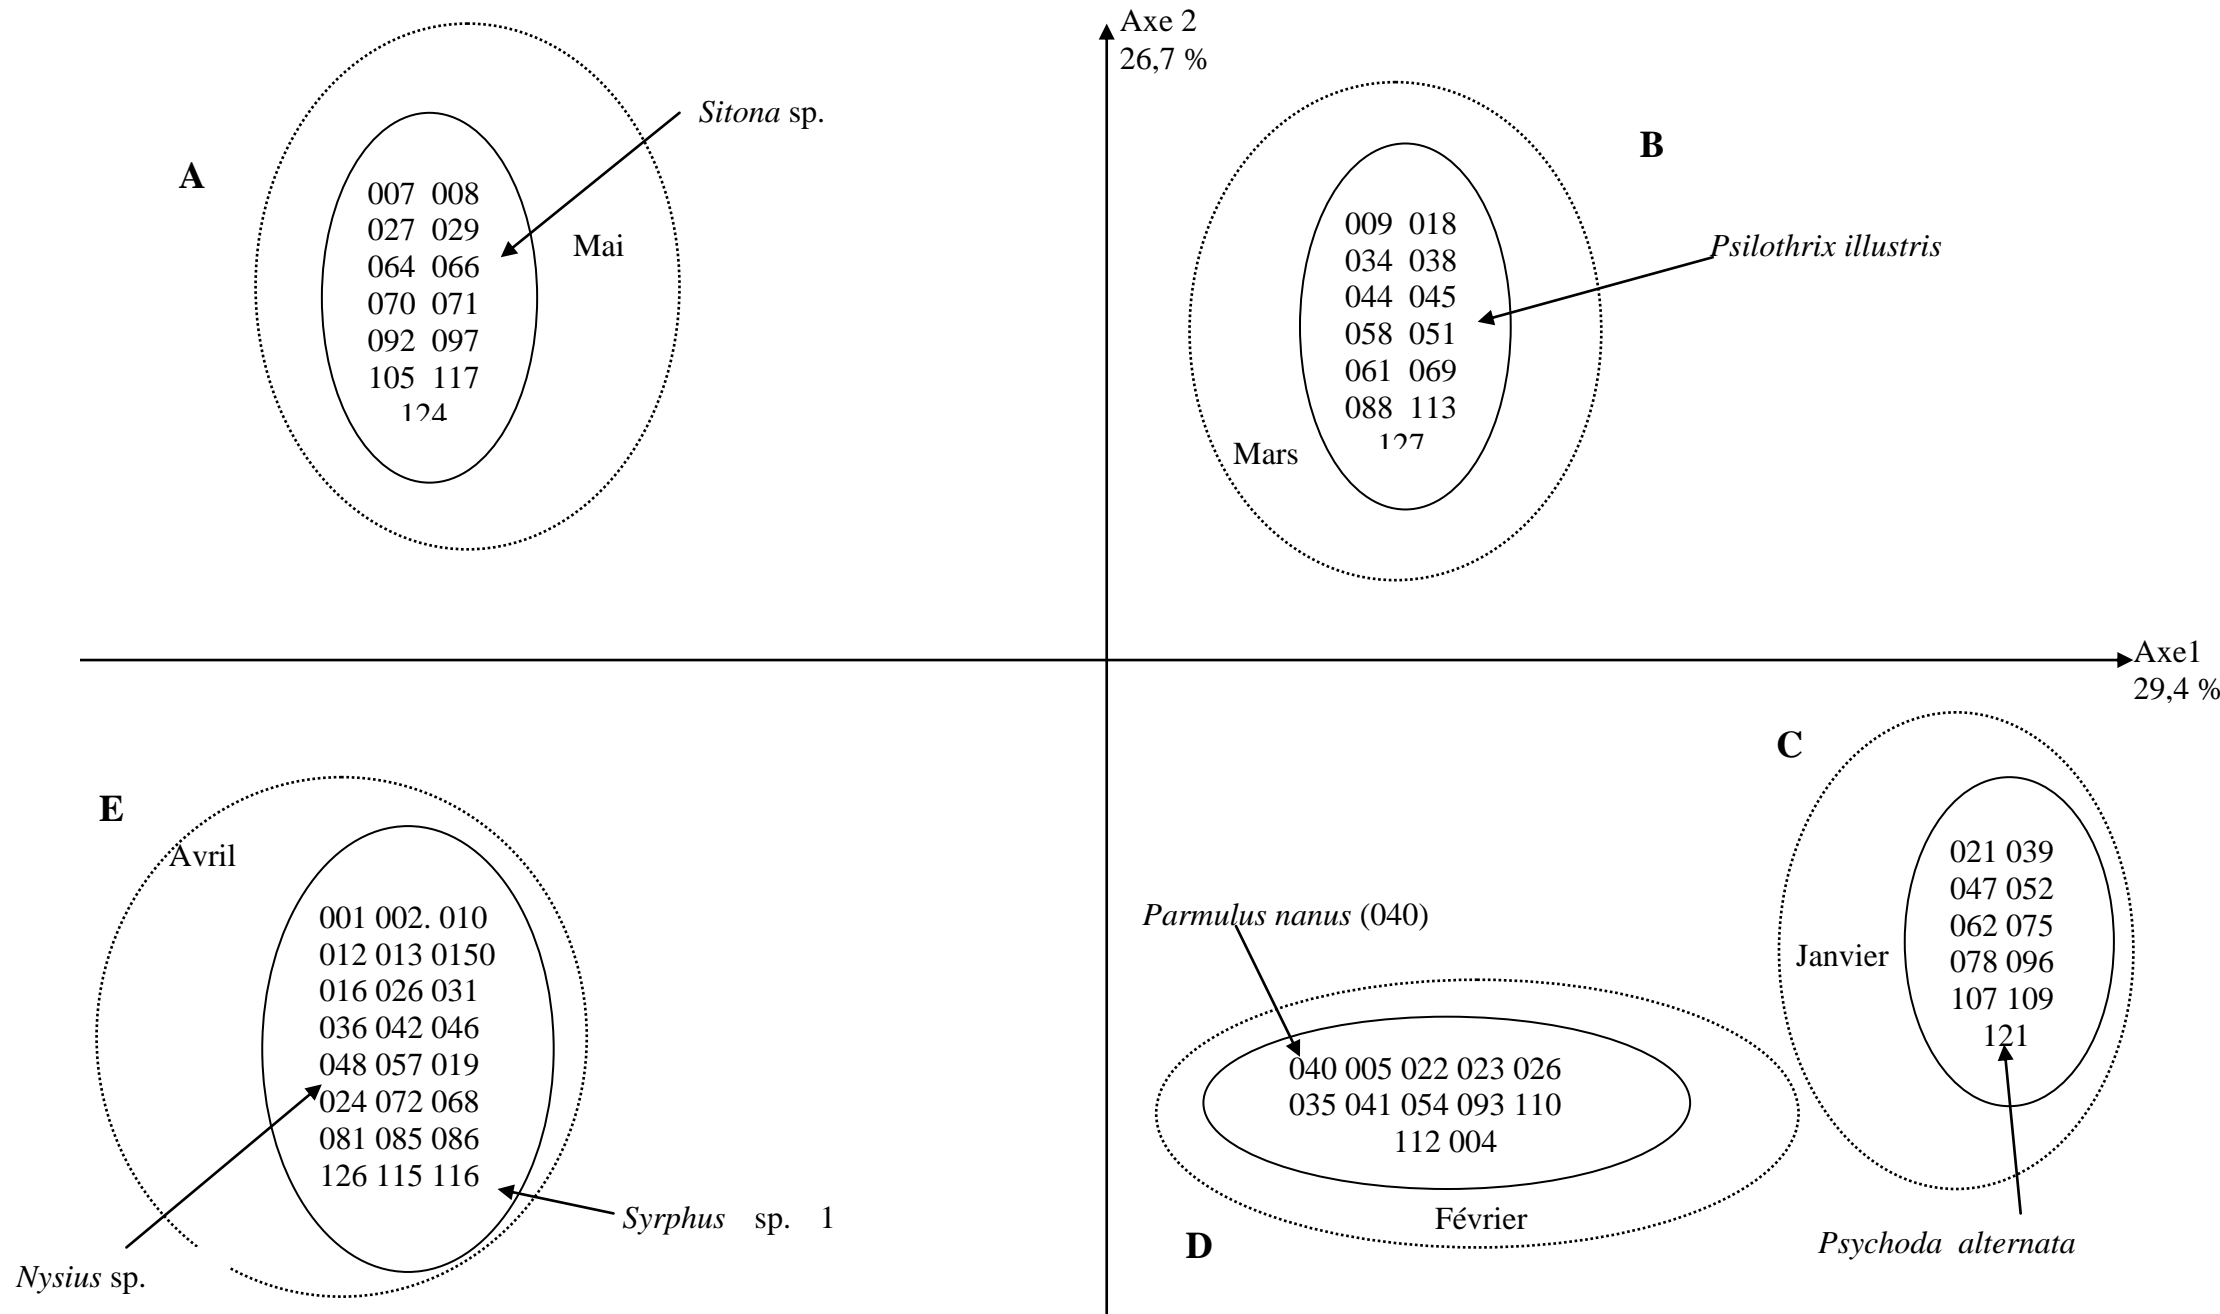 Axe 2
26,7 %
Sitona sp.
A
007 008
027 029
064 066
070 071
092 097
105 117
124
Mai
B
009 018
034 038
044 045
058 051
061 069
088 113
127
Mars
Psilothrix illustris
Axe1
29,4 %
E
Avril
001 002. 010
012 013 0150
016 026 031
036 042 046
048 057 019
024 072 068
081 085 086
126 115 116
Syrphus sp. 1
Nysius sp.
Parmulus nanus (040)
040 005 022 023 026
035 041 054 093 110
112 004
Février
D
C
021 039
047 052
062 075
078 096
107 109
121
Janvier
Psychoda alternata